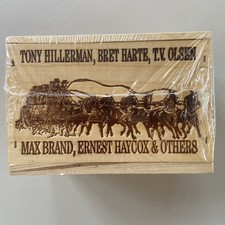 TONY HILLERMAN, BRET HARTE, T.V. OLSEN
MAX BRAND, ERNEST HAYCOX & OTHERS